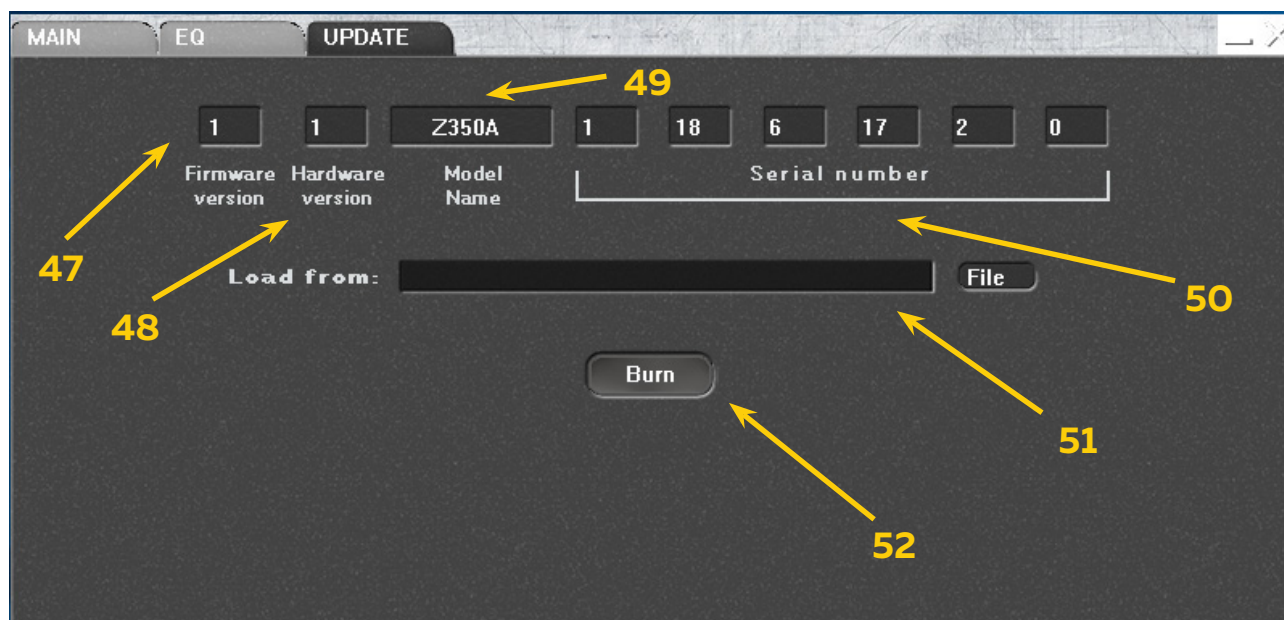 MAIN EQ UPDATE
49
1 1 Z350A 1 18 6 17 2 0
Firmware version
Hardware version
Model Name
Serial number
47
48
50
Load from: File
Burn
51
52